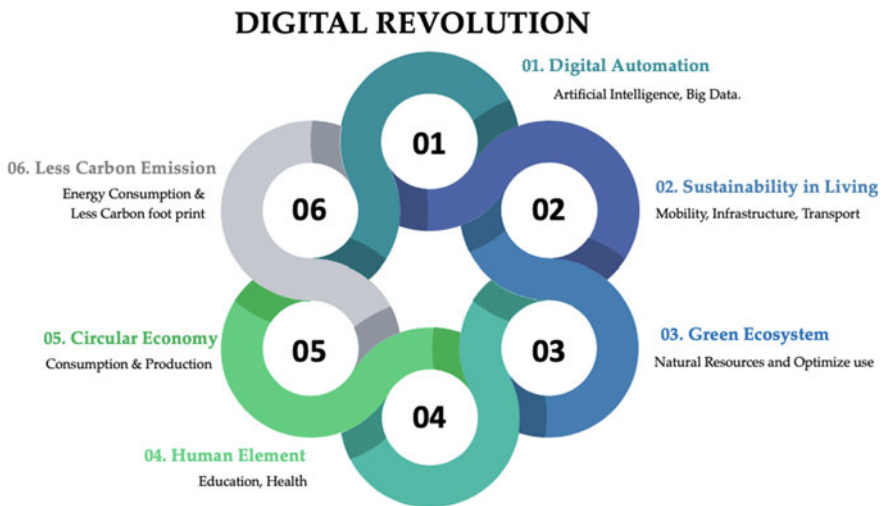 DIGITAL REVOLUTION
01. Digital Automation
Artificial Intelligence, Big Data.
01
06. Less Carbon Emission
Energy Consumption &
Less Carbon foot print
06
02
02. Sustainability in Living
Mobility, Infrastructure, Transport
05. Circular Economy
Consumption & Production
05
03
03. Green Ecosystem
Natural Resources and Optimize use
04
04. Human Element
Education, Health